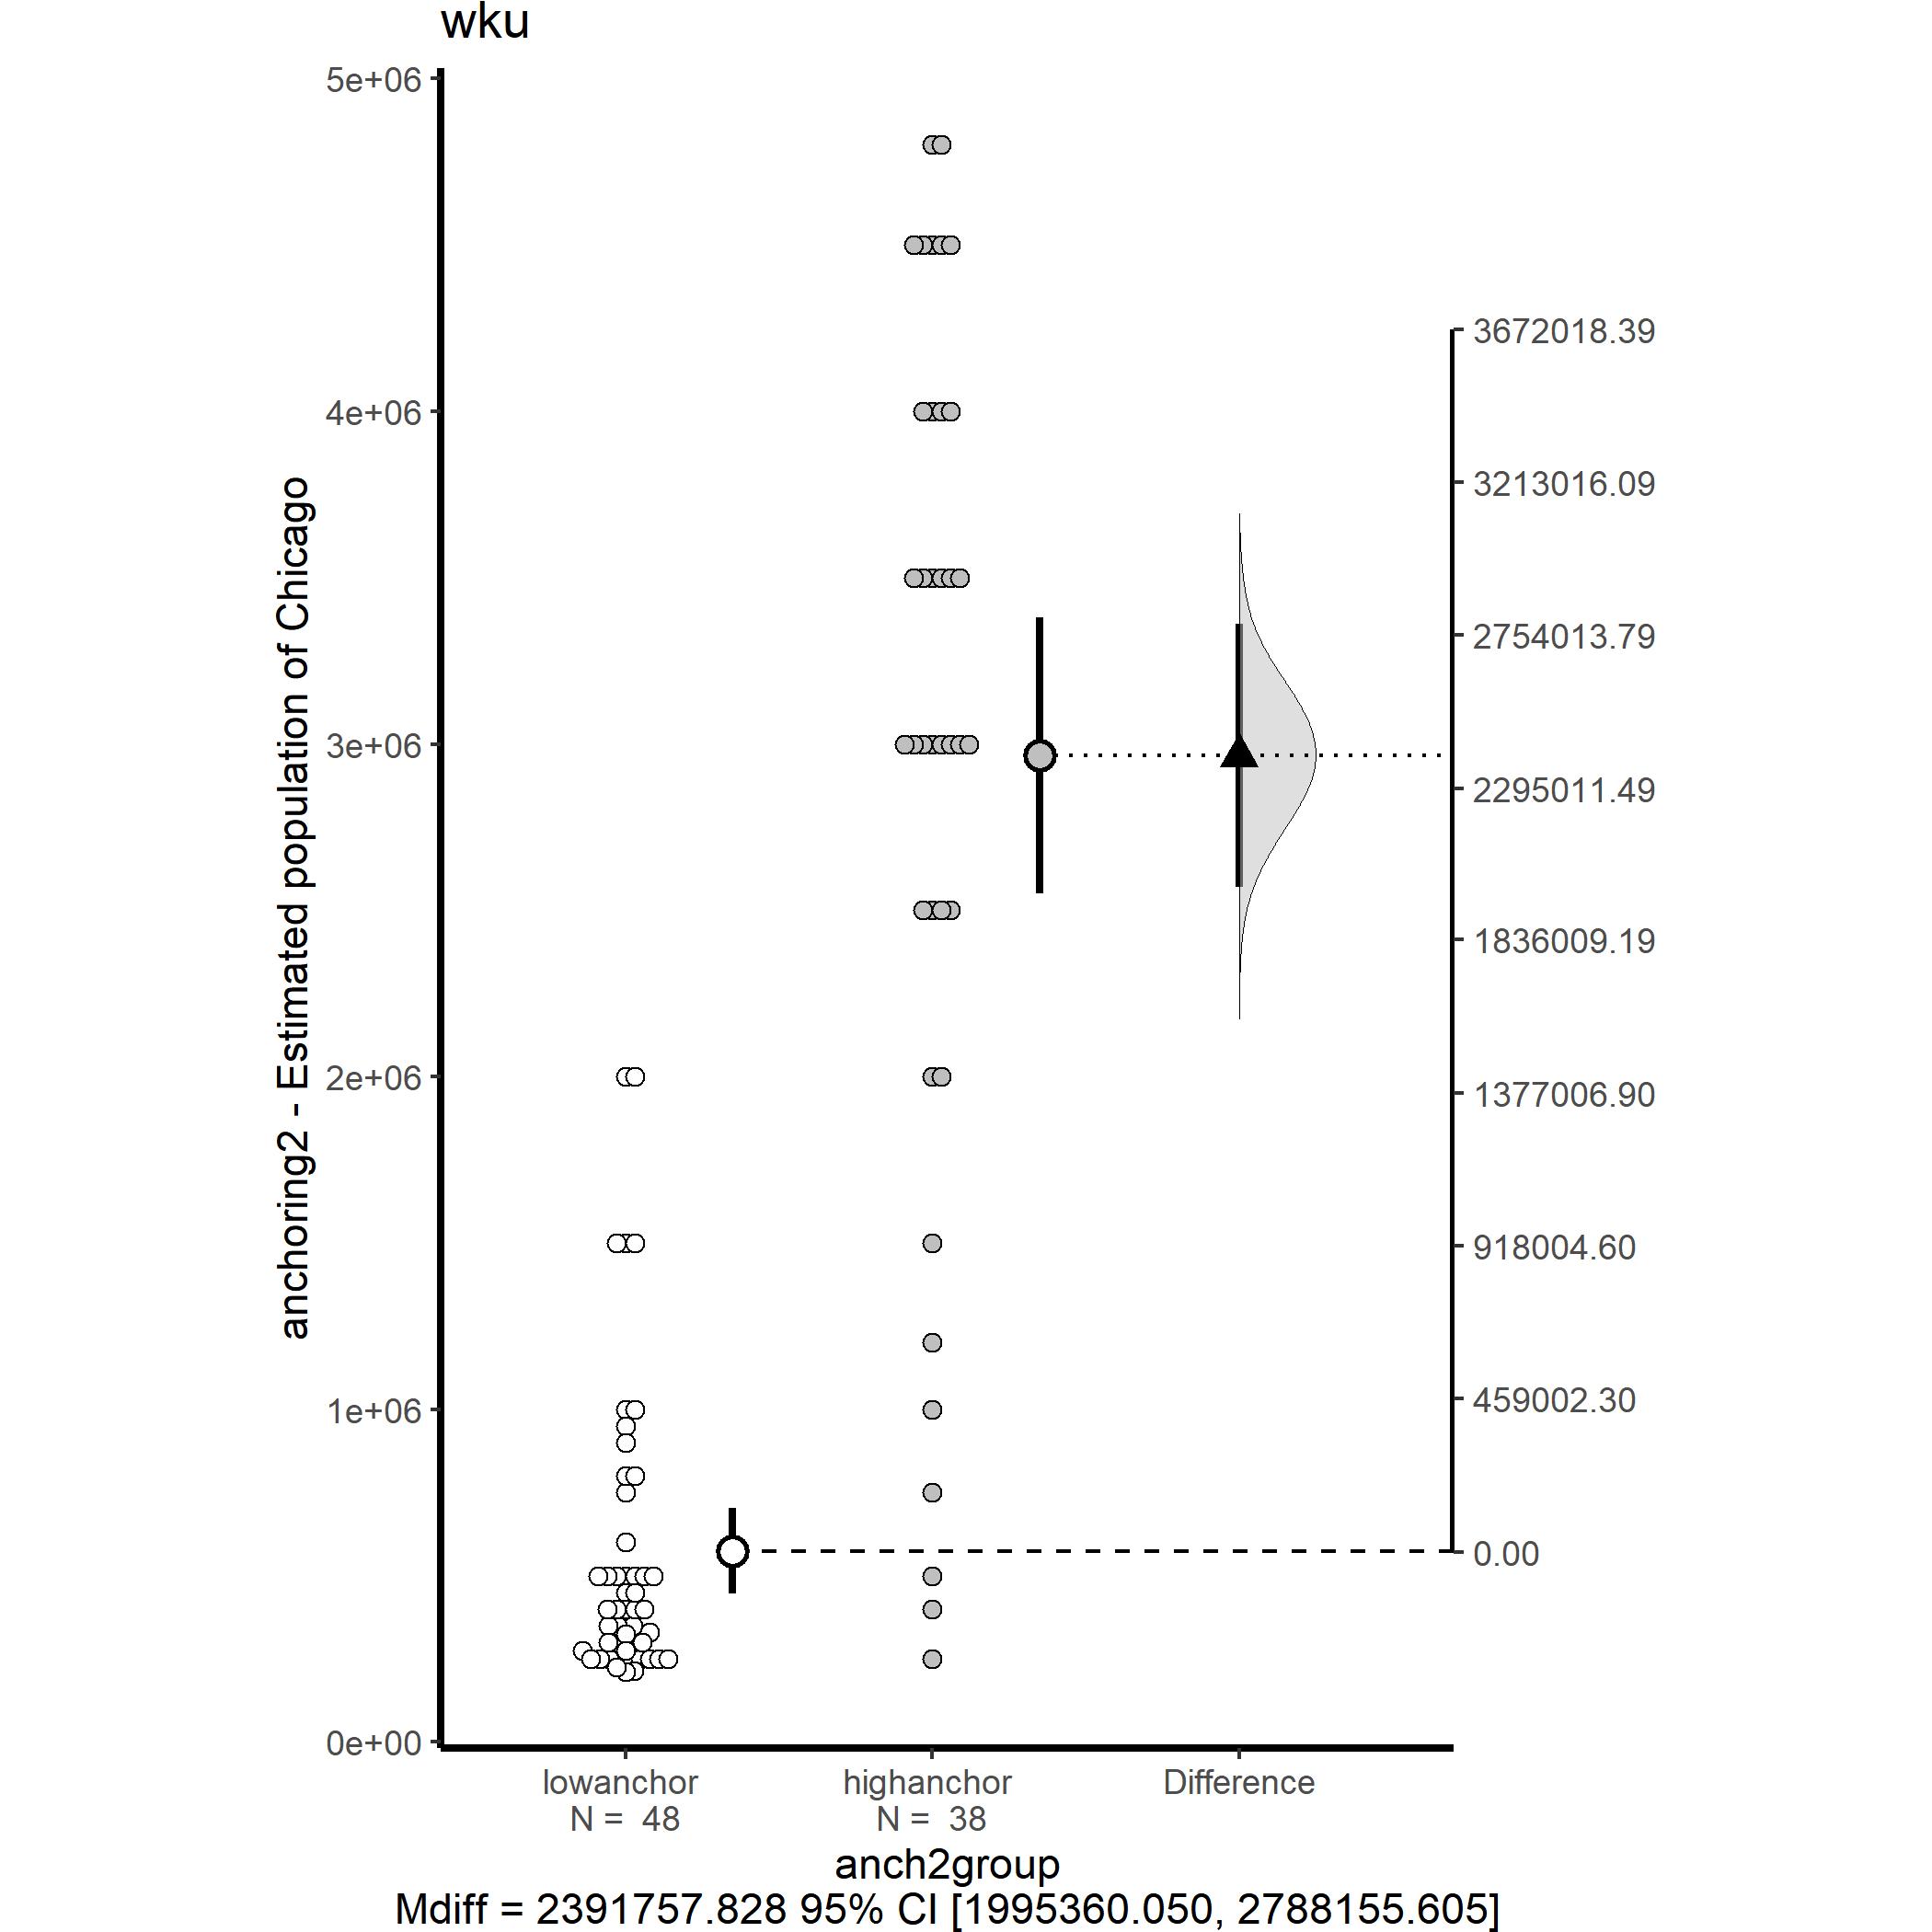 wku
5e+06
4e+06
3e+06
2e+06
1e+06
0e+00
anchoring2 - Estimated population of Chicago
3672018.39
3213016.09
2754013.79
2295011.49
1836009.19
1377006.90
918004.60
459002.30
0.00
lowanchor highanchor Difference
N = 48 N = 38
anch2group
Mdiff = 2391757.828 95% CI [1995360.050, 2788155.605]